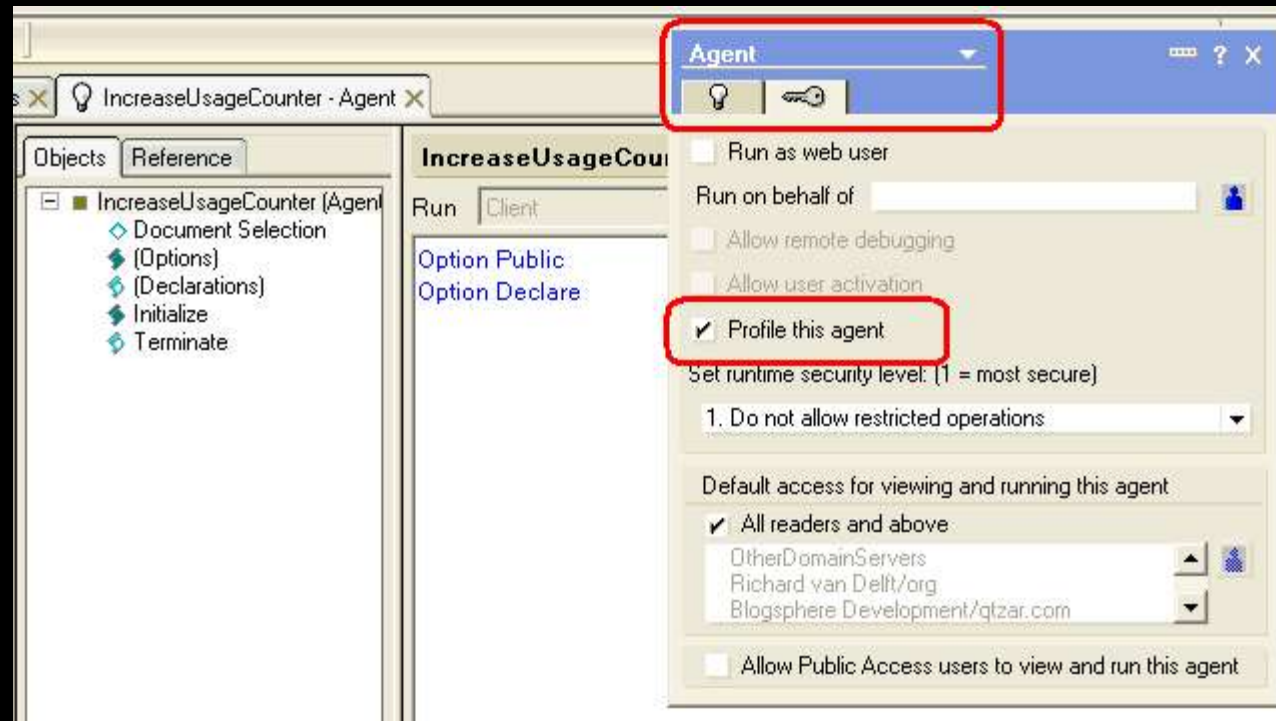 s
IncreaseUsageCounter - Agent
Objects
Reference
IncreaseUsageCounter (Agent
Document Selection
(Options)
(Declarations)
Initialize
Terminate
IncreaseUsageCou
Run Client
Option Public
Option Declare
Agent
?
X
Run as web user
Run on behalf of
Allow remote debugging
Allow user activation
Profile this agent
Set runtime security level: (1 = most secure)
1. Do not allow restricted operations
Default access for viewing and running this agent
All readers and above
OtherDomainServers
Richard van Delft/org
Blogsphere Development/qtzar.com
Allow Public Access users to view and run this agent